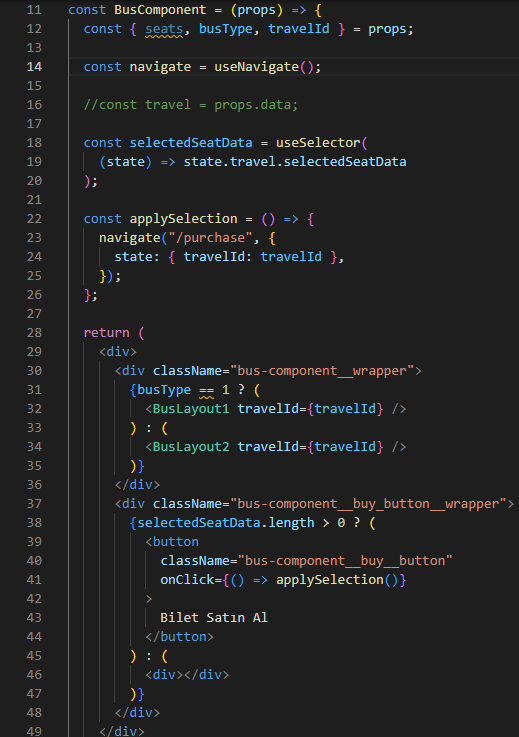 11 const BusComponent = (props) => {
12   const { seats, busType, travelId } = props;
13
14   const navigate = useNavigate();
15
16   //const travel = props.data;
17
18   const selectedSeatData = useSelector(
19     (state) => state.travel.selectedSeatData
20   );
21
22   const applySelection = () => {
23     navigate("/purchase", {
24       state: { travelId: travelId },
25     });
26   };
27
28   return (
29     <div>
30       <div className="bus-component__wrapper">
31         {busType == 1 ? (
32           <BusLayout1 travelId={travelId} />
33         ) : (
34           <BusLayout2 travelId={travelId} />
35         )}
36       </div>
37       <div className="bus-component__buy_button__wrapper">
38         {selectedSeatData.length > 0 ? (
39           <button
40             className="bus-component__buy__button"
41             onClick={() => applySelection()}
42           >
43             Bilet Satın Al
44           </button>
45         ) : (
46           <div></div>
47         )}
48       </div>
49     </div>